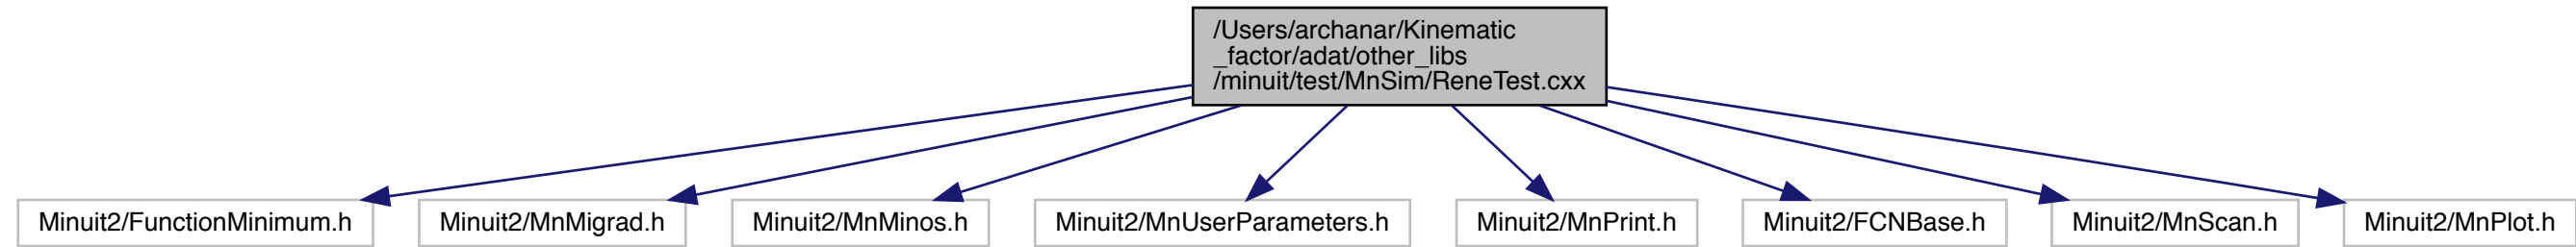 /Users/archanar/Kinematic
_factor/adat/other_libs
/minuit/test/MnSim/ReneTest.cxx
Minuit2/FunctionMinimum.h
Minuit2/MnMigrad.h
Minuit2/MnMinos.h
Minuit2/MnUserParameters.h
Minuit2/MnPrint.h
Minuit2/FCNBase.h
Minuit2/MnScan.h
Minuit2/MnPlot.h